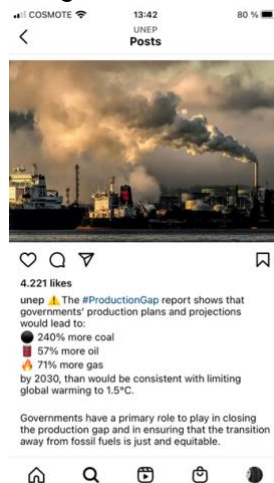 COSMOTE 13:42 80 %
UNEP
Posts
4.221 likes
unep ⚠️The #ProductionGap report shows that
governments' production plans and projections
would lead to:
⚫ 240% more coal
🛢️ 57% more oil
🔥 71% more gas
by 2030, than would be consistent with limiting
global warming to 1.5°C.
Governments have a primary role to play in closing
the production gap and in ensuring that the transition
away from fossil fuels is just and equitable.